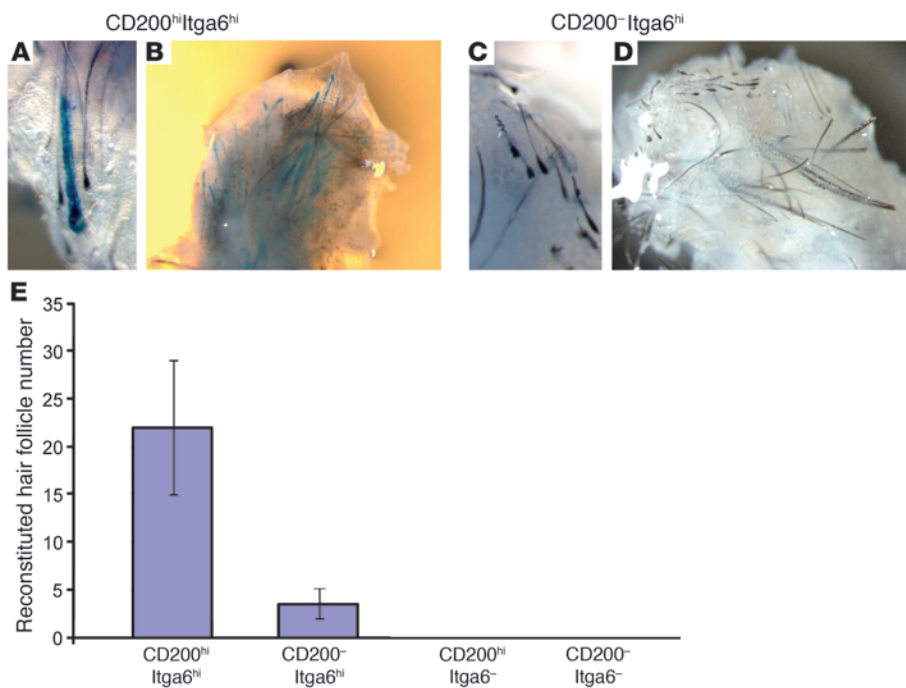 CD200ʰⁱItga6ʰⁱ
CD200⁻Itga6ʰⁱ
A
B
C
D
E
Reconstituted hair follicle number
35
30
25
20
15
10
5
0
CD200ʰⁱ
Itga6ʰⁱ
CD200⁻
Itga6ʰⁱ
CD200ʰⁱ
Itga6⁻
CD200⁻
Itga6⁻